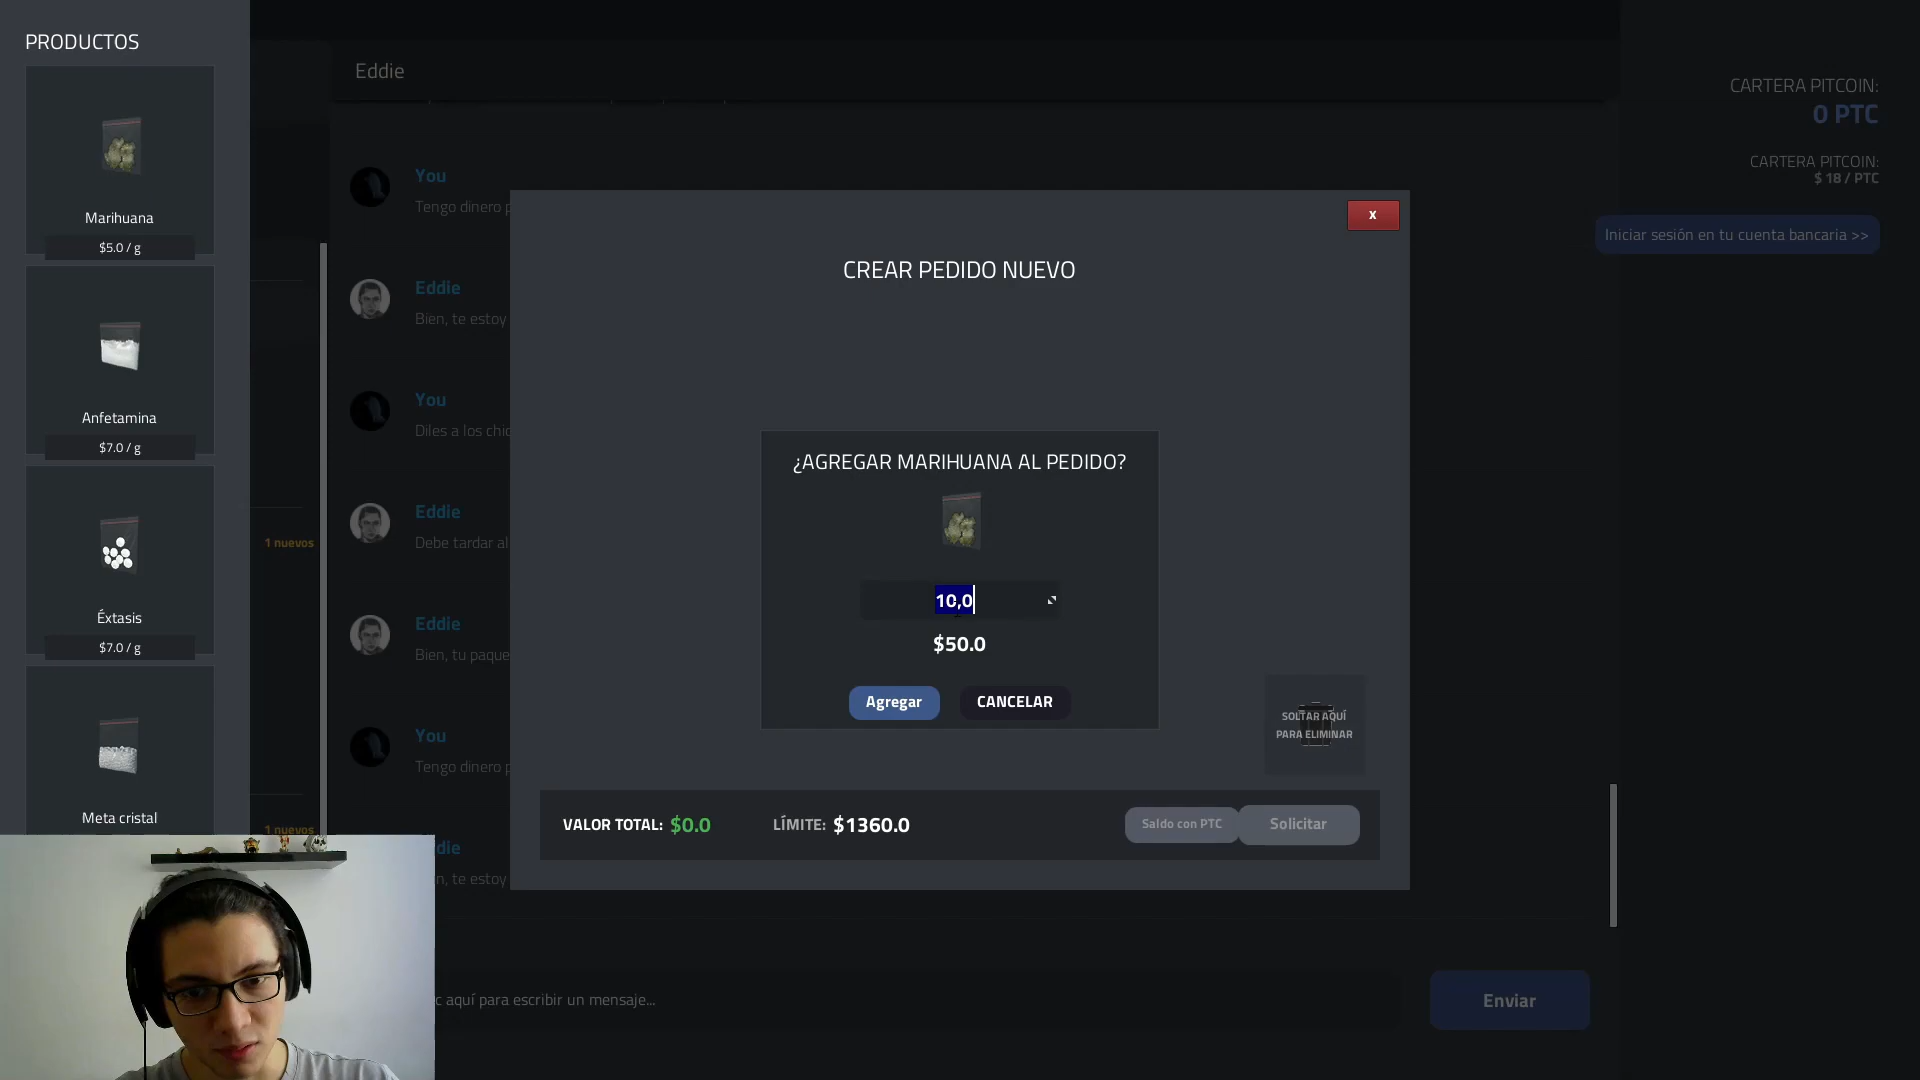 PRODUCTOS
Marihuana
$5.0 / g
Anfetamina
$7.0 / g
Éxtasis
$7.0 / g
Meta cristal
1 nuevos
1 nuevos
Eddie
You
Tengo dinero p
Eddie
Bien, te estoy
You
Diles a los chic
Eddie
Debe tardar al
Eddie
Bien, tu paque
You
Tengo dinero p
die
n, te estoy
c aquí para escribir un mensaje...
Enviar
X
CREAR PEDIDO NUEVO
¿AGREGAR MARIHUANA AL PEDIDO?
10,0
$50.0
Agregar
CANCELAR
SOLTAR AQUÍ
PARA ELIMINAR
VALOR TOTAL: $0.0
LÍMITE: $1360.0
Saldo con PTC
Solicitar
CARTERA PITCOIN:
0 PTC
CARTERA PITCOIN:
$ 18 / PTC
Iniciar sesión en tu cuenta bancaria >>